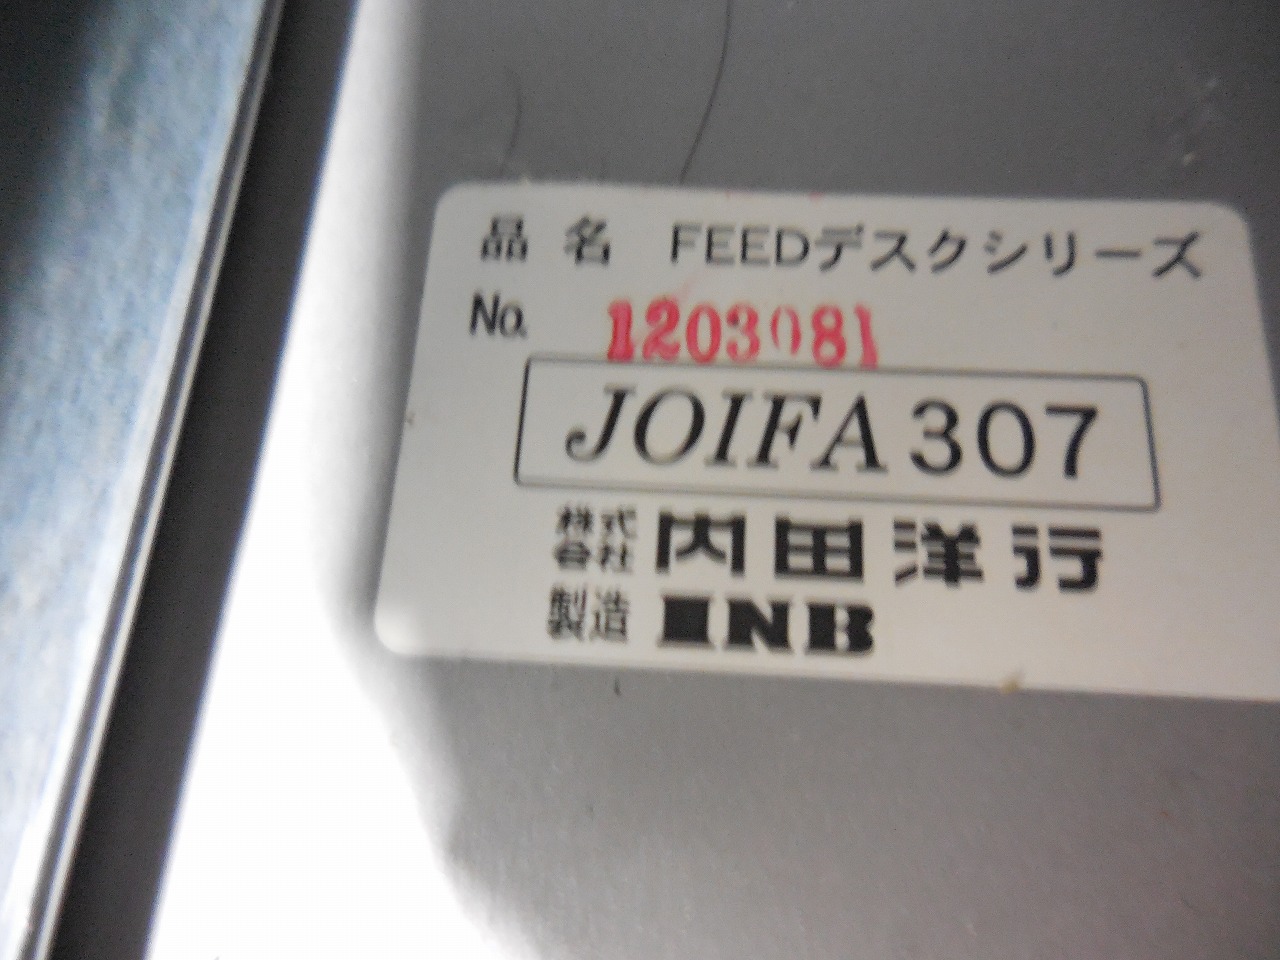 品名 FEEDデスクシリーズ
No. 1203081
JOIFA 307
株式会社 内田洋行
製造 INB